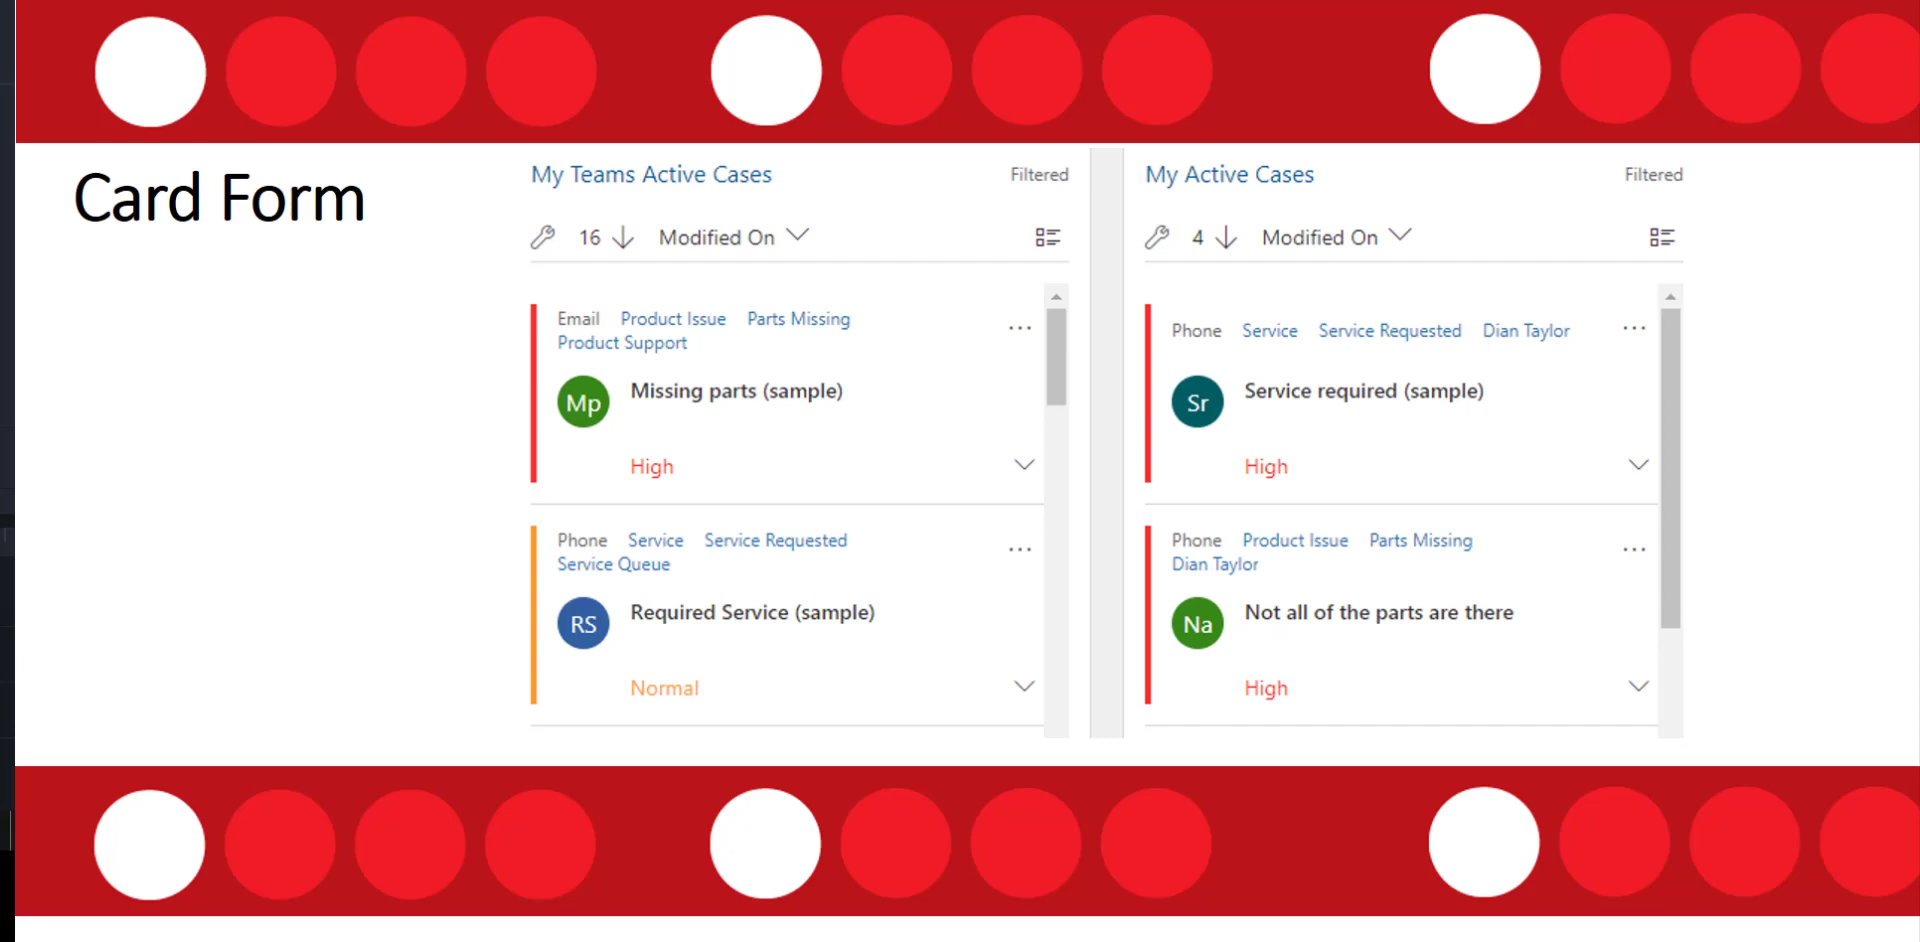 Card Form
My Teams Active Cases Filtered
16 Modified On
Email Product Issue Parts Missing
Product Support
Mp Missing parts (sample)
High
Phone Service Service Requested
Service Queue
RS Required Service (sample)
Normal
My Active Cases Filtered
4 Modified On
Phone Service Service Requested Dian Taylor
Sr Service required (sample)
High
Phone Product Issue Parts Missing
Dian Taylor
Na Not all of the parts are there
High